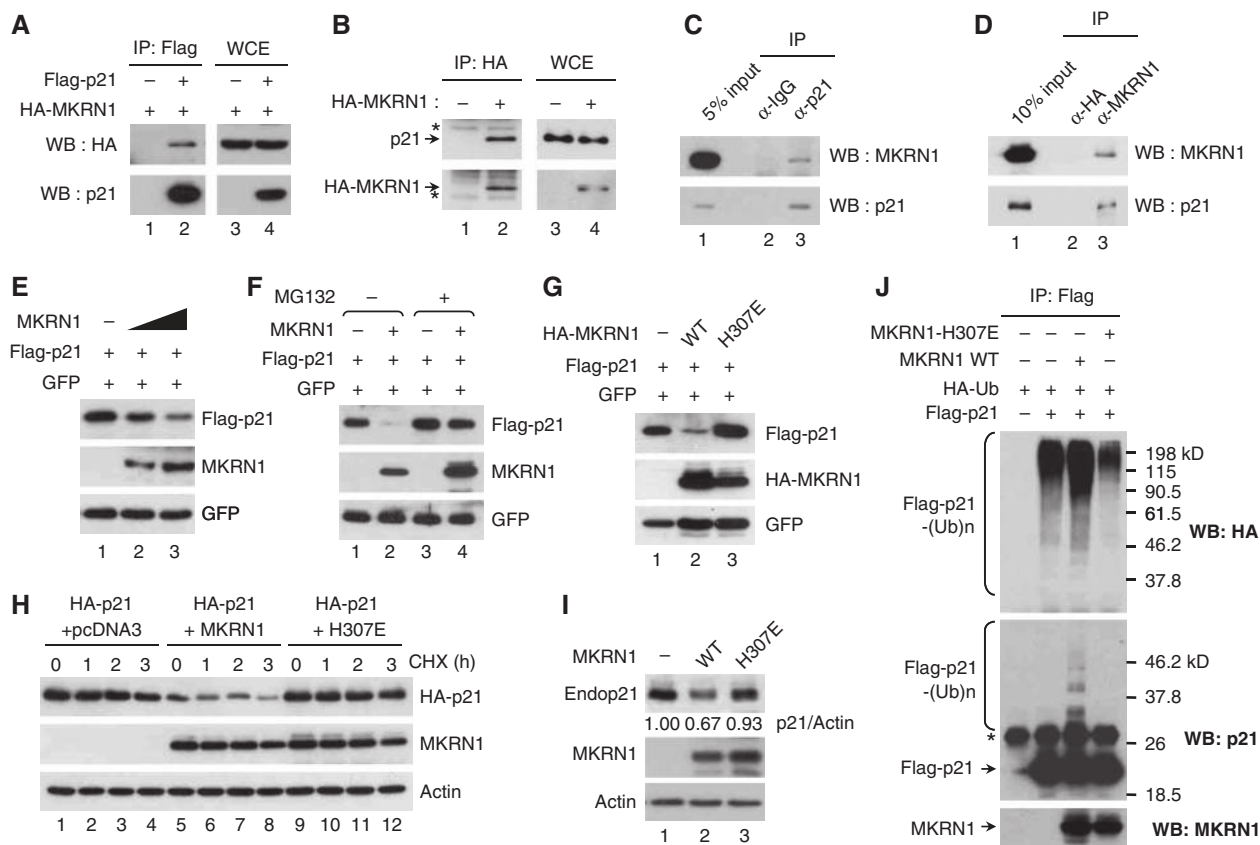 A
IP: Flag WCE
Flag-p21 – + – +
HA-MKRN1 + + + +
WB : HA
WB : p21
1 2 3 4
B
IP: HA WCE
HA-MKRN1 : – + – +
*
p21
HA-MKRN1
*
1 2 3 4
C
IP
5% input α-IgG α-p21
WB : MKRN1
WB : p21
1 2 3
D
IP
10% input α-HA α-MKRN1
WB : MKRN1
WB : p21
1 2 3
E
MKRN1 –
Flag-p21 + + +
GFP + + +
Flag-p21
MKRN1
GFP
1 2 3
F
MG132 – +
MKRN1 – + – +
Flag-p21 + + + +
GFP + + + +
Flag-p21
MKRN1
GFP
1 2 3 4
G
HA-MKRN1 – WT H307E
Flag-p21 + + +
GFP + + +
Flag-p21
HA-MKRN1
GFP
1 2 3
H
HA-p21 HA-p21 HA-p21
+pcDNA3 + MKRN1 + H307E
0 1 2 3 0 1 2 3 0 1 2 3 CHX (h)
HA-p21
MKRN1
Actin
1 2 3 4 5 6 7 8 9 10 11 12
I
MKRN1 – WT H307E
Endop21
1.00 0.67 0.93 p21/Actin
MKRN1
Actin
1 2 3
J
IP: Flag
MKRN1-H307E – – – +
MKRN1 WT – – + –
HA-Ub + + + +
Flag-p21 – + + +
Flag-p21
-(Ub)n
198 kD
115
90.5
61.5
46.2
37.8
WB: HA
Flag-p21
-(Ub)n
46.2 kD
37.8
*
26
WB: p21
Flag-p21
18.5
MKRN1
WB: MKRN1